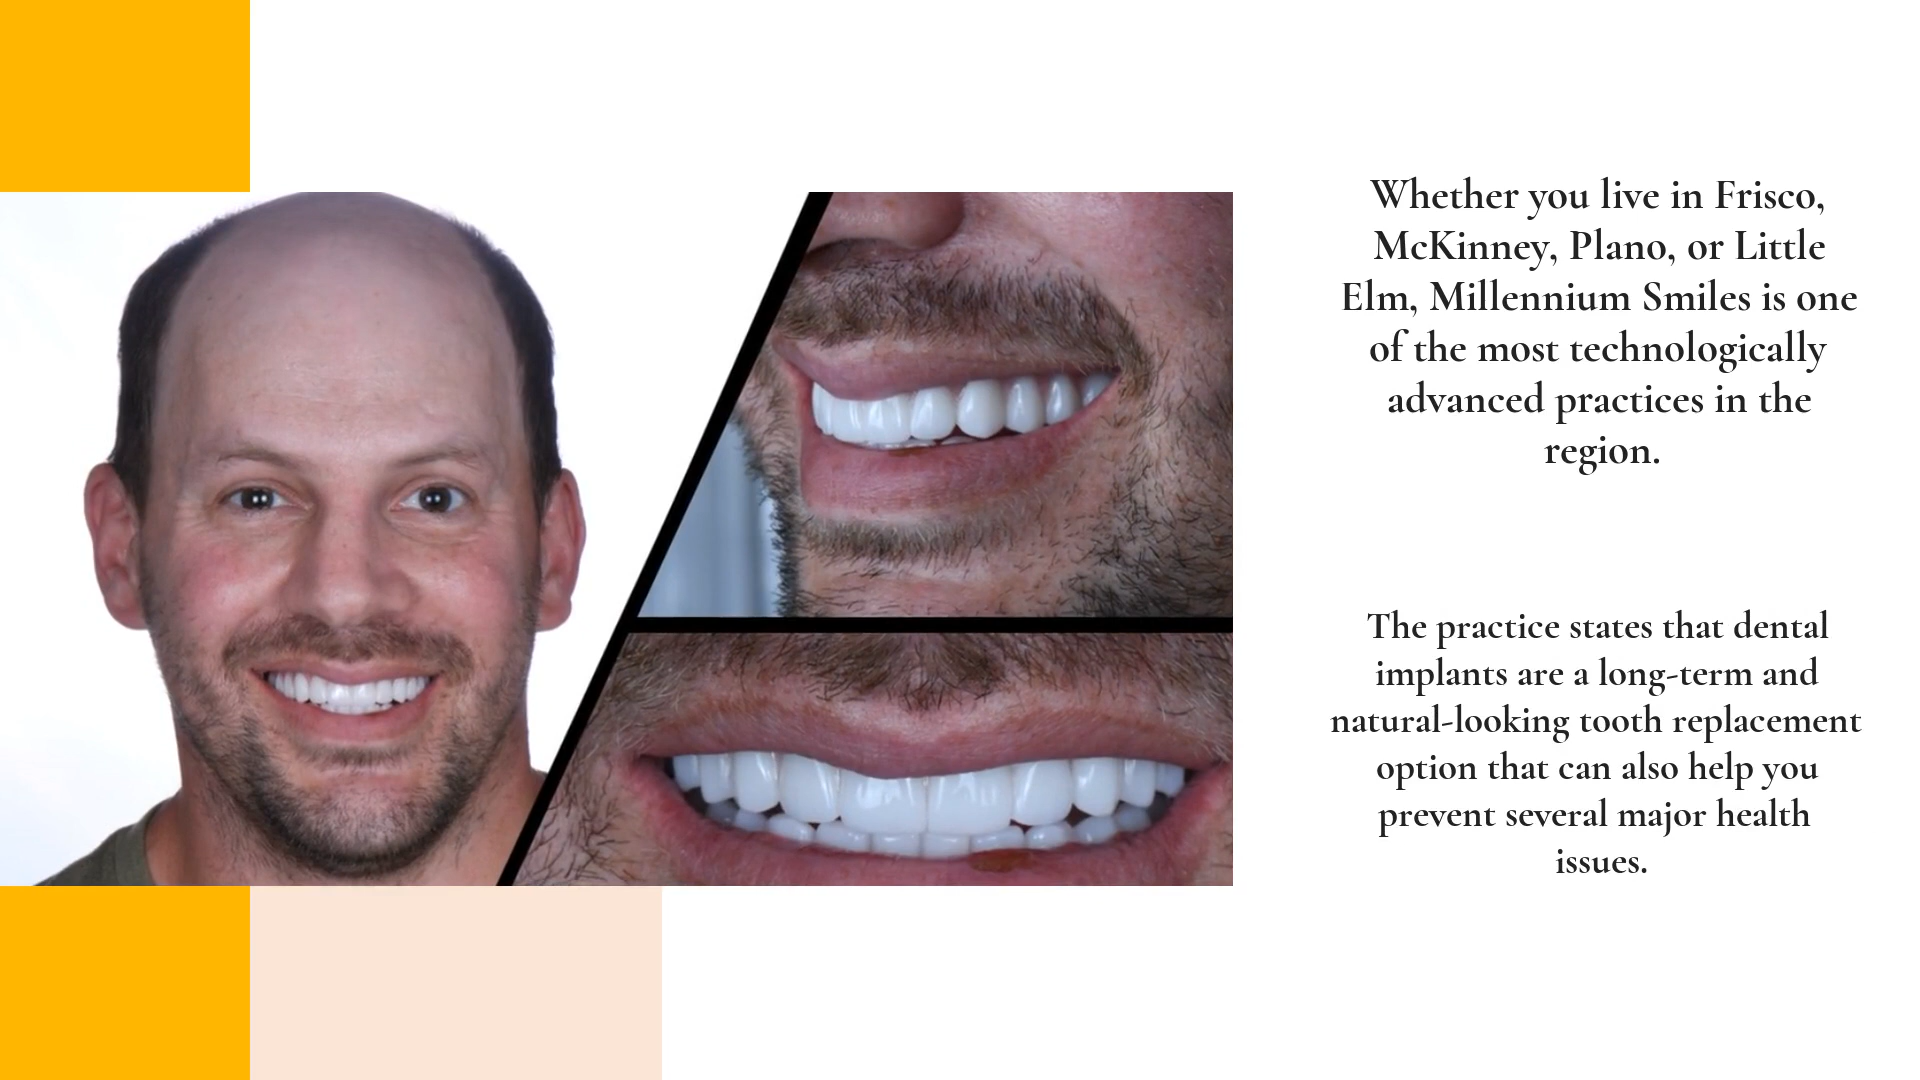 Whether you live in Frisco,
McKinney, Plano, or Little
Elm, Millennium Smiles is one
of the most technologically
advanced practices in the
region.
The practice states that dental
implants are a long-term and
natural-looking tooth replacement
option that can also help you
prevent several major health
issues.